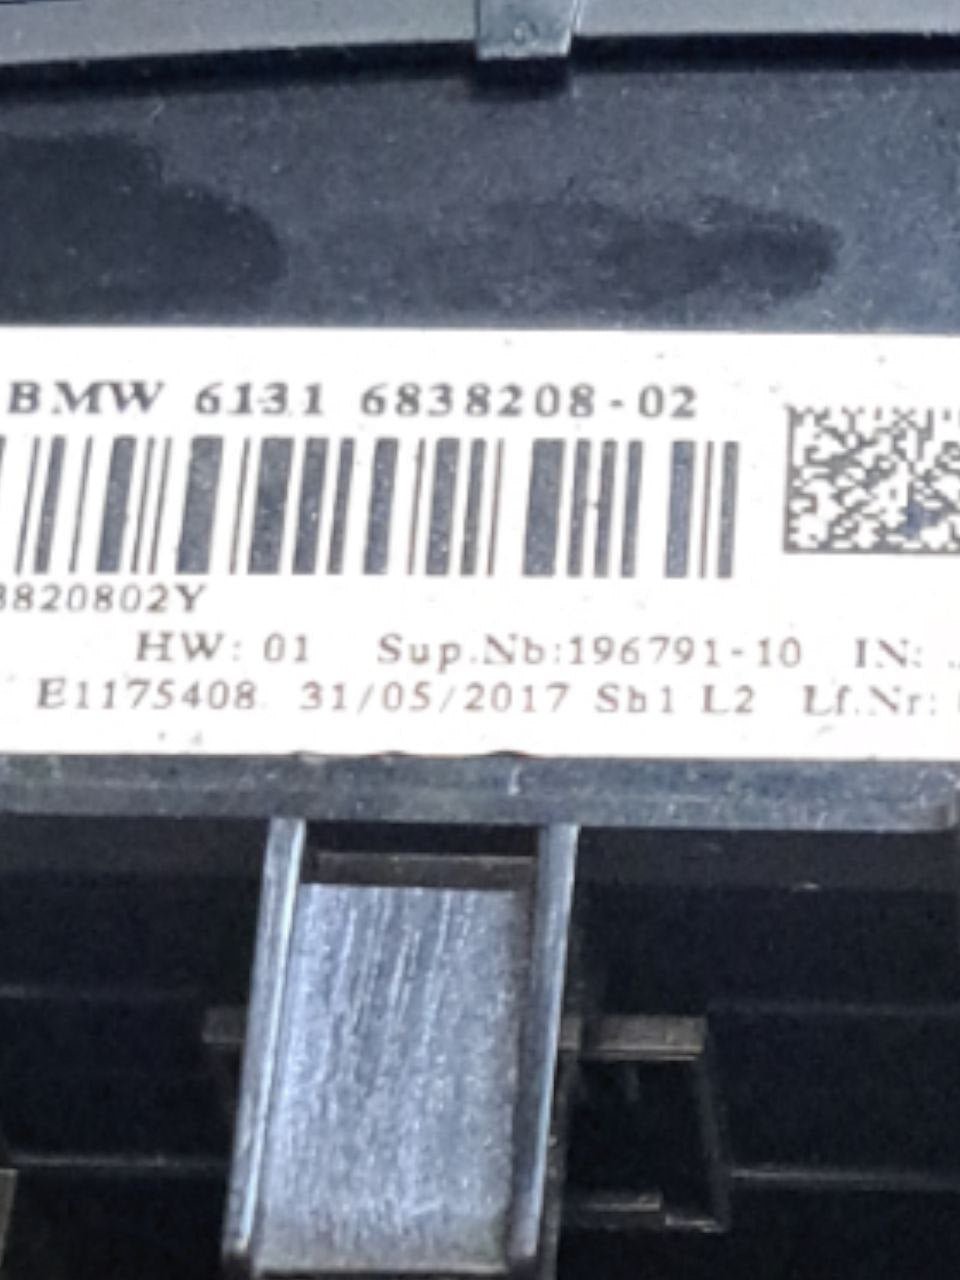 BMW 6131 6838208-02
3820802Y
HW: 01 Sup.Nb:196791-10 IN:
E1175408 31/05/2017 Sb1 L2 Lf.Nr: